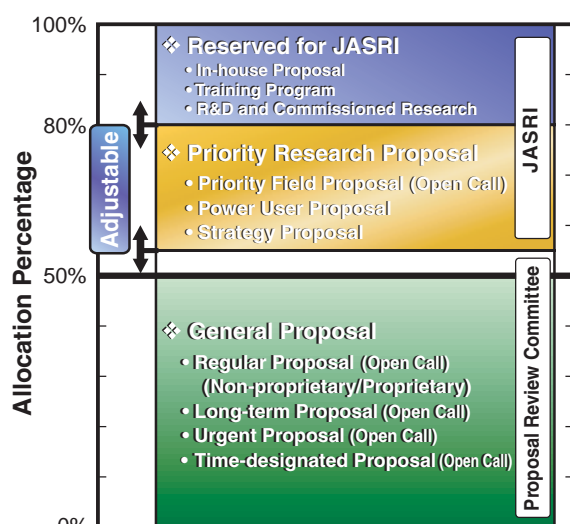 100%
❖ Reserved for JASRI
• In-house Proposal
• Training Program
• R&D and Commissioned Research
80%
❖ Priority Research Proposal
• Priority Field Proposal (Open Call)
• Power User Proposal
• Strategy Proposal
JASRI
Adjustable
Allocation Percentage
50%
❖ General Proposal
• Regular Proposal (Open Call)
(Non-proprietary/Proprietary)
• Long-term Proposal (Open Call)
• Urgent Proposal (Open Call)
• Time-designated Proposal (Open Call)
Proposal Review Committee
0%